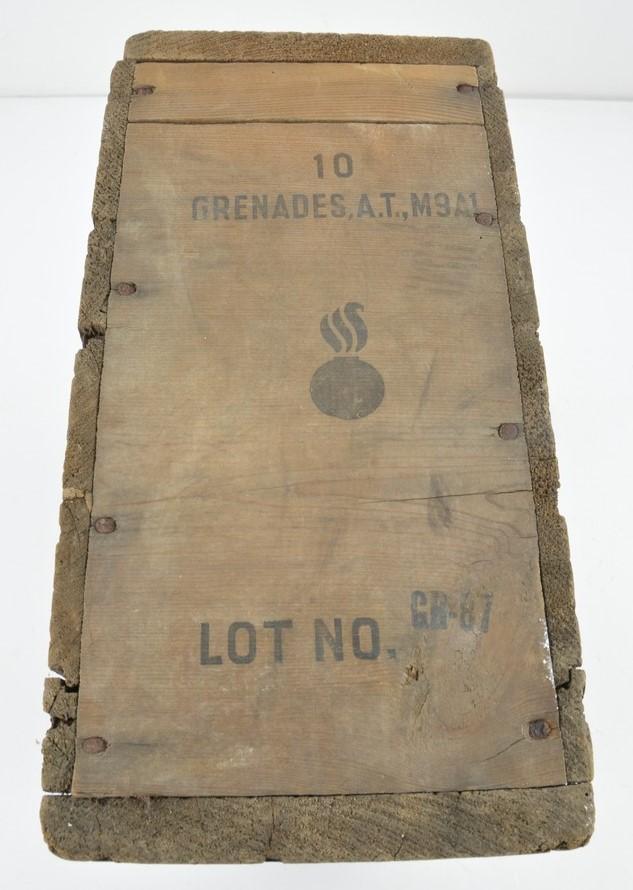 10
GRENADES, A.T., M9A1
LOT NO. GR-87